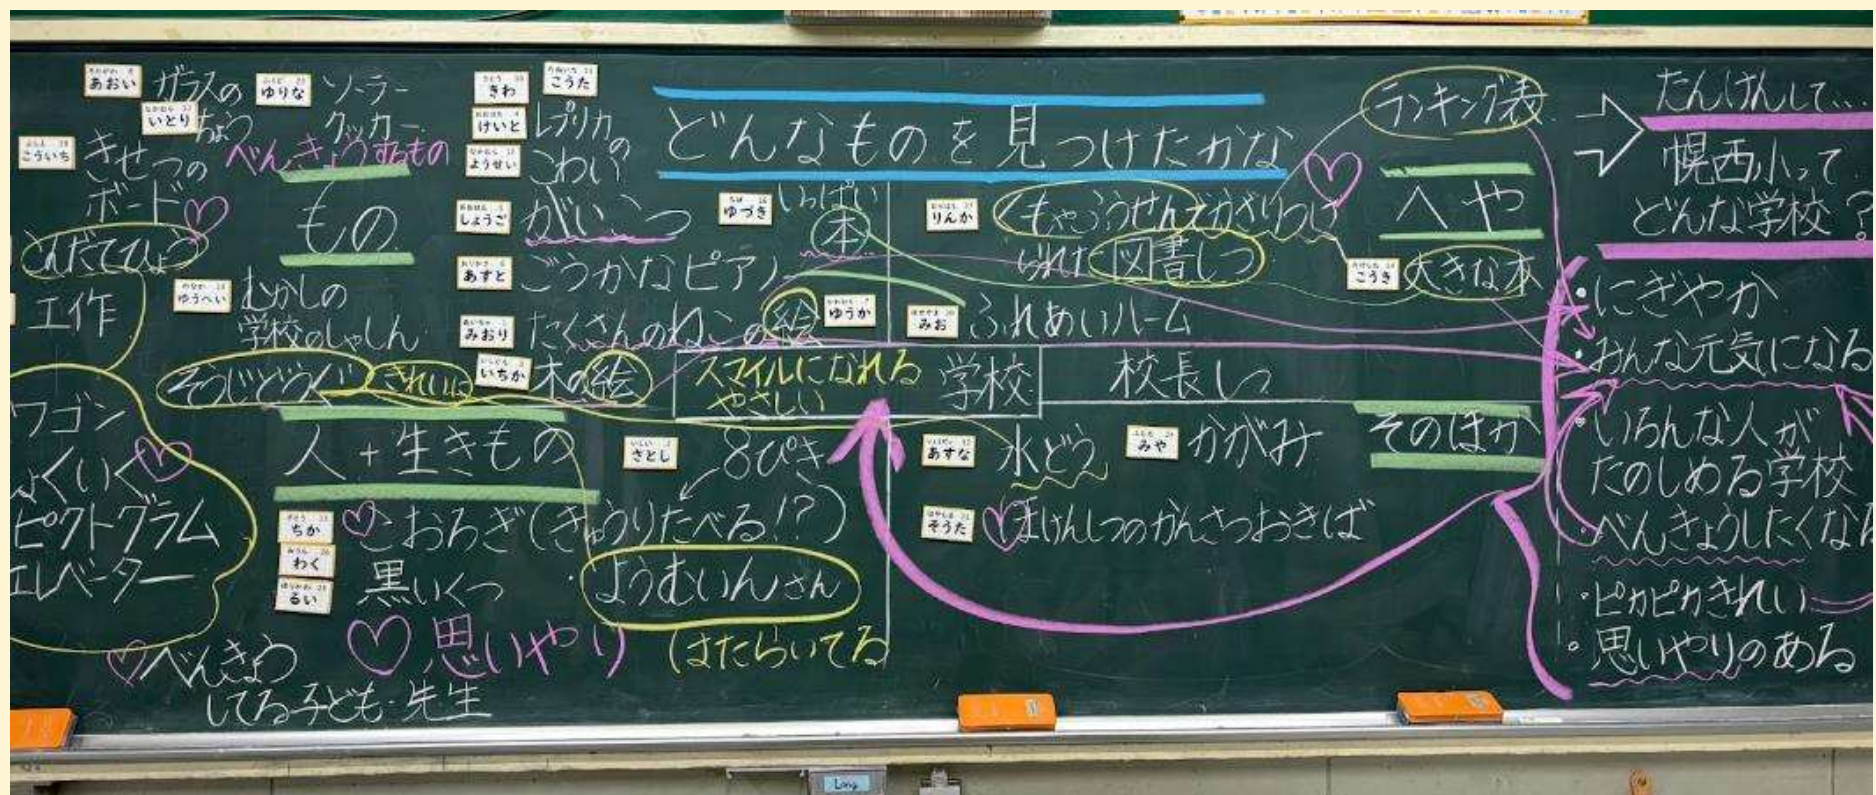 どんなものを見つけたかな
ランキング表
たんけんして...
幌西小って
どんな学校?
あおい
ガラスの
いとり
ちょう
ゆりな
ソーラー
クッカー
こういち
きせつの
ボード
べんきょうするもの
もの
工作
ゆうへい
むかしの
学校のしゃしん
きわ
こうた
けいと
レプリカの
ようせい
こわい
しょうご
がいこつ
あすと
ごうかなピアノ
みおり
たくさんのねこの絵
いちか
木の絵
ゆづき
いっぱい
本
ゆうか
りんか
られた図書しつ
へや
こうき
大きな本
みお
ふれあいルーム
そうじどうぐ
きれいに
スマイルになれる
やさしい
学校
校長しつ
ワゴン
ピクトグラム
エレベーター
人+生きもの
さとし
8ぴき
ちか
わく
るい
こおろぎ(きゅうりたべる!?)
黒いくつ
ようむいんさん
はたらいてる
思いやり
べんきょう
してる子ども・先生
あすな
水どう
みや
かがみ
そのほか
そうた
ほけんしつのかんさつおきば
・にぎやか
・みんな元気になる
・いろんな人が
たのしめる学校
・べんきょうしたくな
・ピカピカきれい
・思いやりのある
Long